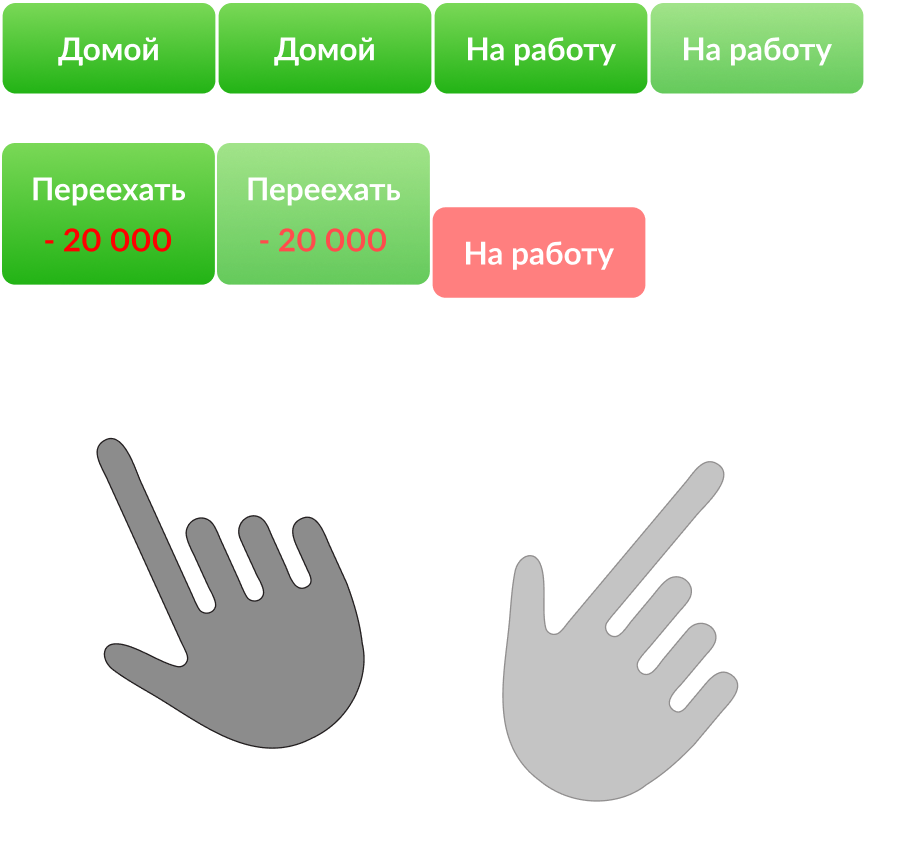 Домой
Домой
На работу
На работу
Переехать
- 20 000
Переехать
- 20 000
На работу